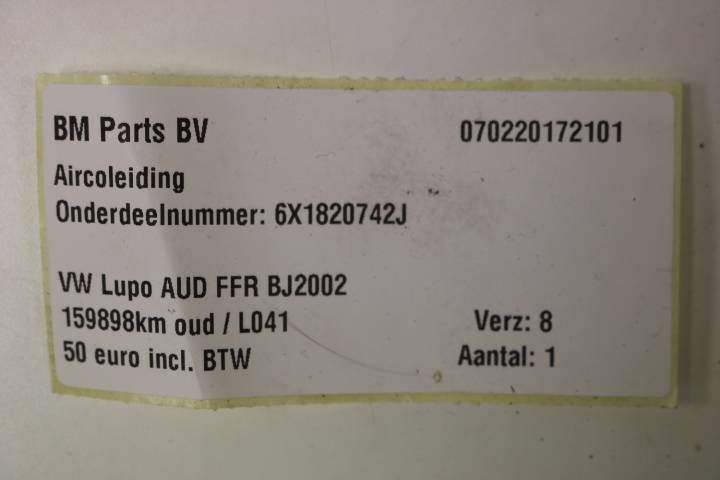 BM Parts BV 070220172101
Aircoleiding
Onderdeelnummer: 6X1820742J
VW Lupo AUD FFR BJ2002
159898km oud / L041 Verz: 8
50 euro incl. BTW Aantal: 1